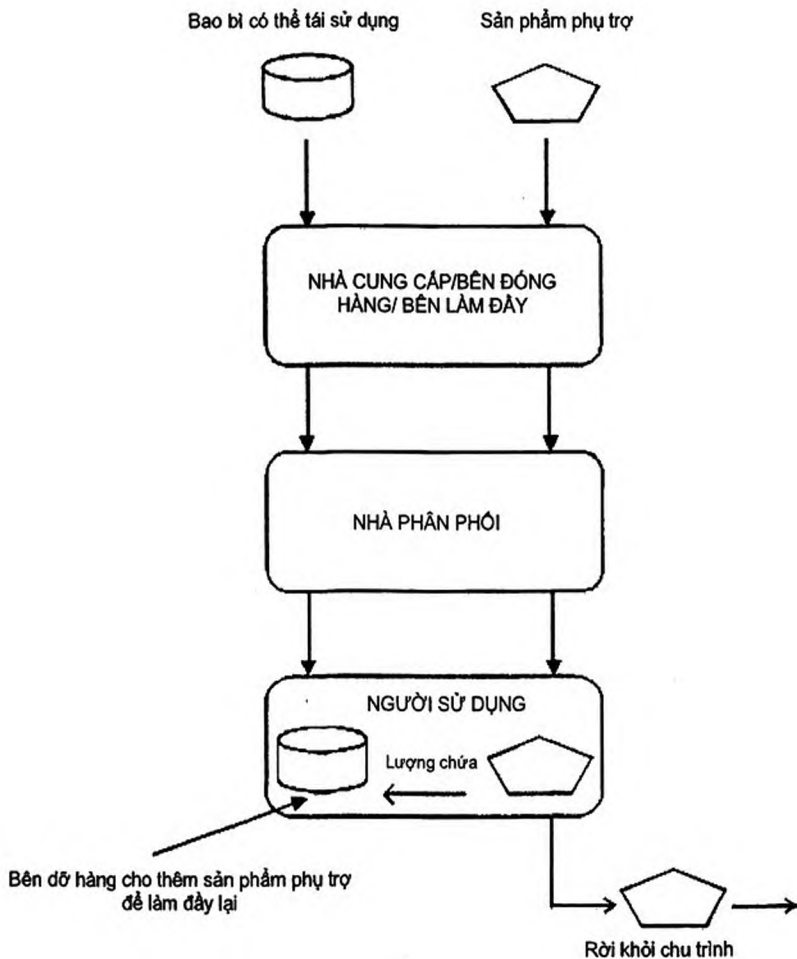 Bao bì có thể tái sử dụng
Sản phẩm phụ trợ
NHÀ CUNG CẤP/BÊN ĐÓNG
HÀNG/ BÊN LÀM ĐẦY
NHÀ PHÂN PHỐI
NGƯỜI SỬ DỤNG
Lượng chứa
Bên dỡ hàng cho thêm sản phẩm phụ trợ
để làm đầy lại
Rời khỏi chu trình